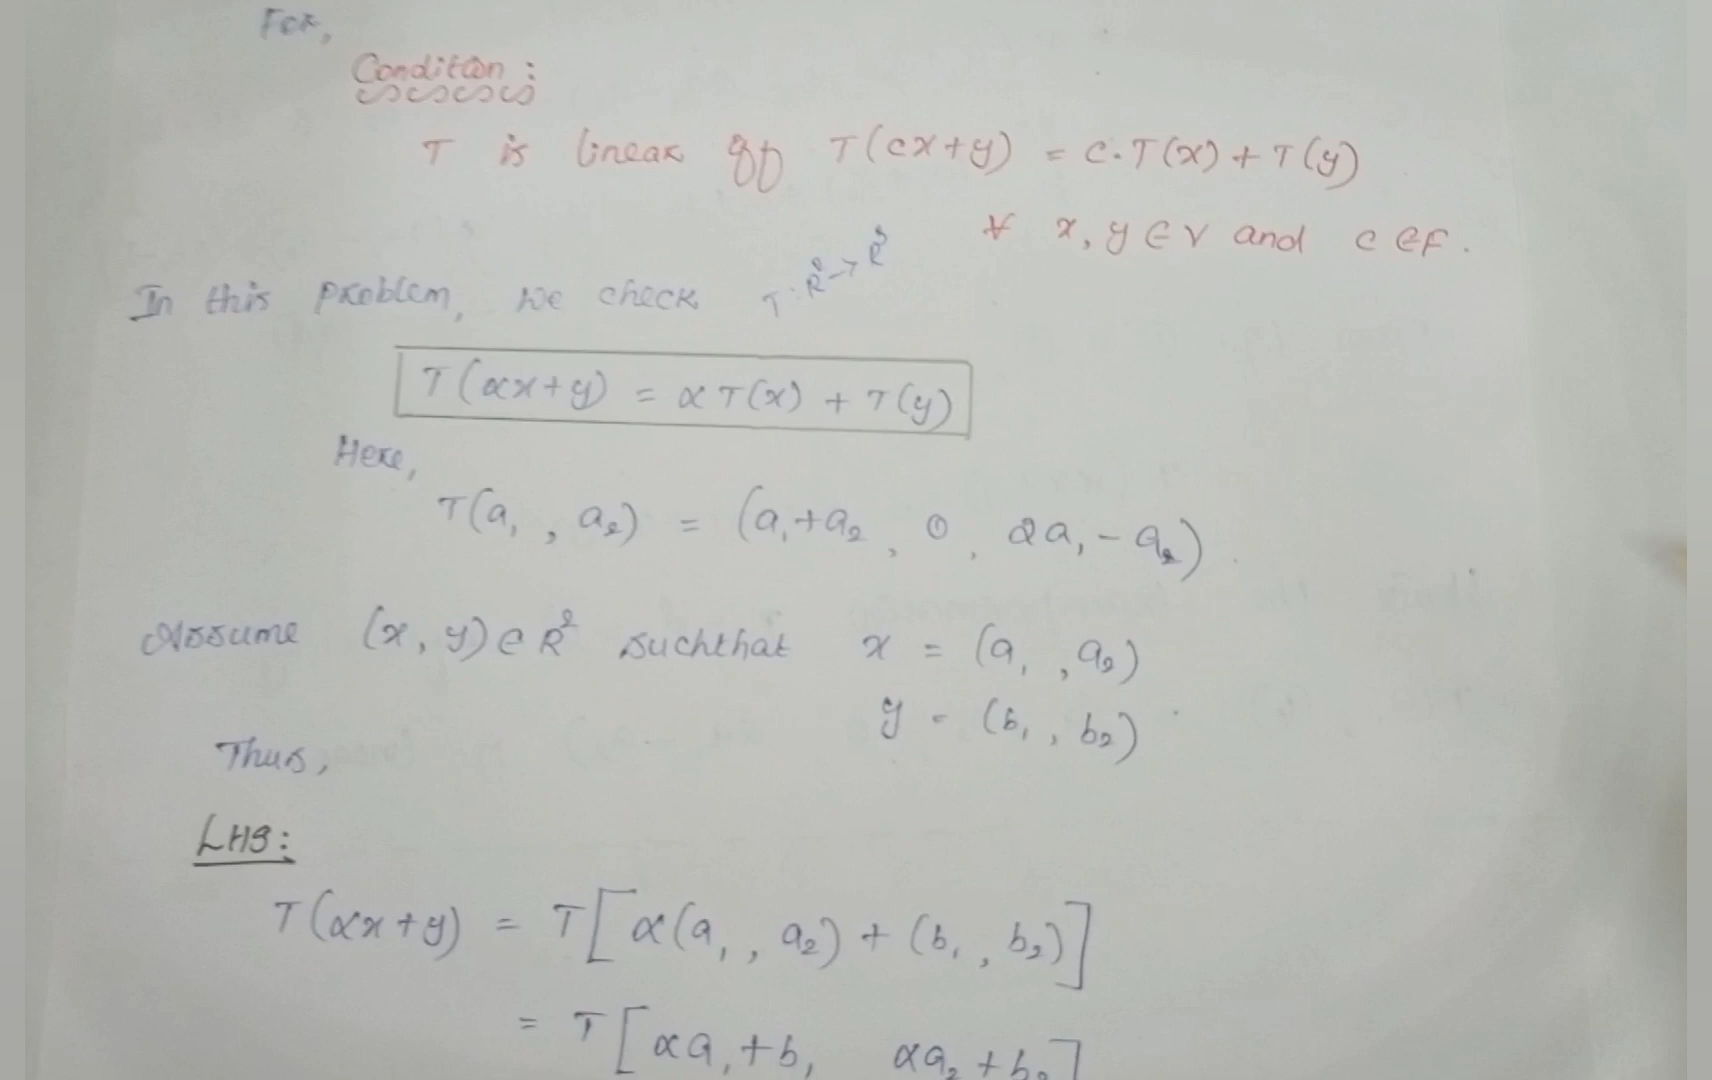 For,
Condition :
T is linear iff T(cx+y) = c.T(x) + T(y)
∀ x, y ∈ V and c ∈ F.
In this problem, we check T : R² → R³
T(αx+y) = α T(x) + T(y)
Here,
T(a₁, a₂) = (a₁+a₂, 0, 2a₁-a₂).
Assume (x, y) ∈ R² suchthat x = (a₁, a₂)
y = (b₁, b₂)
Thus,
LHS:
T(αx+y) = T[α(a₁, a₂) + (b₁, b₂)]
= T[αa₁+b₁, αa₂+b₂]